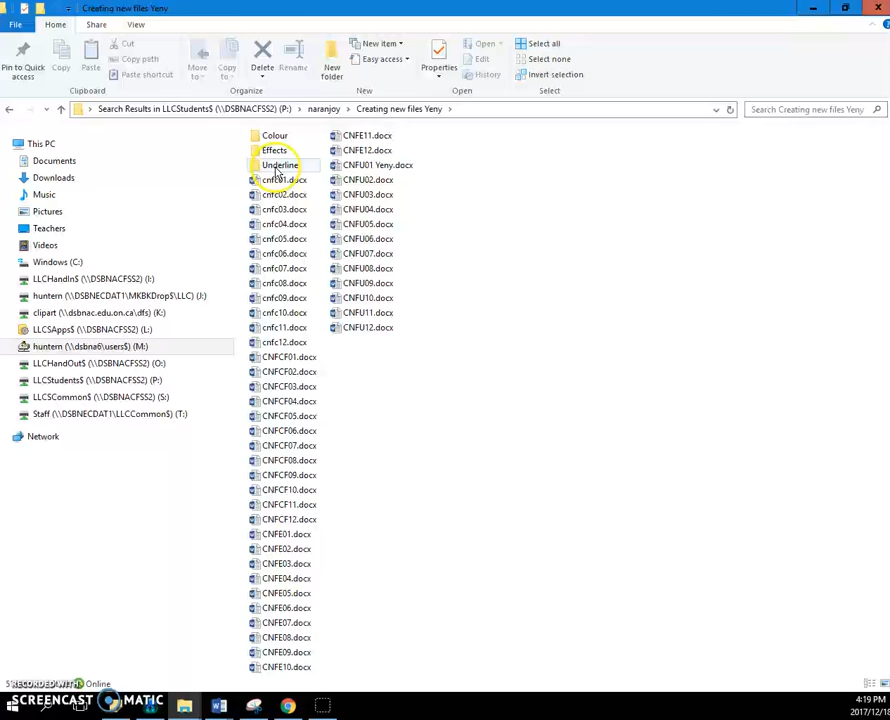 Creating new files Yeny
File
Home
Share
View
Pin to Quick access
Copy
Paste
Cut
Copy path
Paste shortcut
Clipboard
Move to
Copy to
Delete
Rename
Organize
New folder
New item
Easy access
New
Properties
Open
Edit
History
Open
Select all
Select none
Invert selection
Select
Search Results in LLCStudents$ (\\DSBNACFSS2) (P:) > naranjoy > Creating new files Yeny >
Search Creating new files Yeny
This PC
Documents
Downloads
Music
Pictures
Teachers
Videos
Windows (C:)
LLCHandIn$ (\\DSBNACFSS2) (I:)
huntern (\\DSBNECDAT1\MKBKDrop$\LLC) (J:)
clipart (\\dsbnac.edu.on.ca\dfs) (K:)
LLCSApps$ (\\DSBNACFSS2) (L:)
huntern (\\dsbna6\users$) (M:)
LLCHandOut$ (\\DSBNACFSS2) (O:)
LLCStudents$ (\\DSBNACFSS2) (P:)
LLCSCommon$ (\\DSBNACFSS2) (S:)
Staff (\\DSBNECDAT1\LLCCommon$) (T:)
Network
Colour
Effects
Underline
cnfc01.docx
cnfc02.docx
cnfc03.docx
cnfc04.docx
cnfc05.docx
cnfc06.docx
cnfc07.docx
cnfc08.docx
cnfc09.docx
cnfc10.docx
cnfc11.docx
cnfc12.docx
CNFCF01.docx
CNFCF02.docx
CNFCF03.docx
CNFCF04.docx
CNFCF05.docx
CNFCF06.docx
CNFCF07.docx
CNFCF08.docx
CNFCF09.docx
CNFCF10.docx
CNFCF11.docx
CNFCF12.docx
CNFE01.docx
CNFE02.docx
CNFE03.docx
CNFE04.docx
CNFE05.docx
CNFE06.docx
CNFE07.docx
CNFE08.docx
CNFE09.docx
CNFE10.docx
CNFE11.docx
CNFE12.docx
CNFU01 Yeny.docx
CNFU02.docx
CNFU03.docx
CNFU04.docx
CNFU05.docx
CNFU06.docx
CNFU07.docx
CNFU08.docx
CNFU09.docx
CNFU10.docx
CNFU11.docx
CNFU12.docx
Online
RECORDED WITH
SCREENCAST MATIC
4:19 PM
2017/12/18